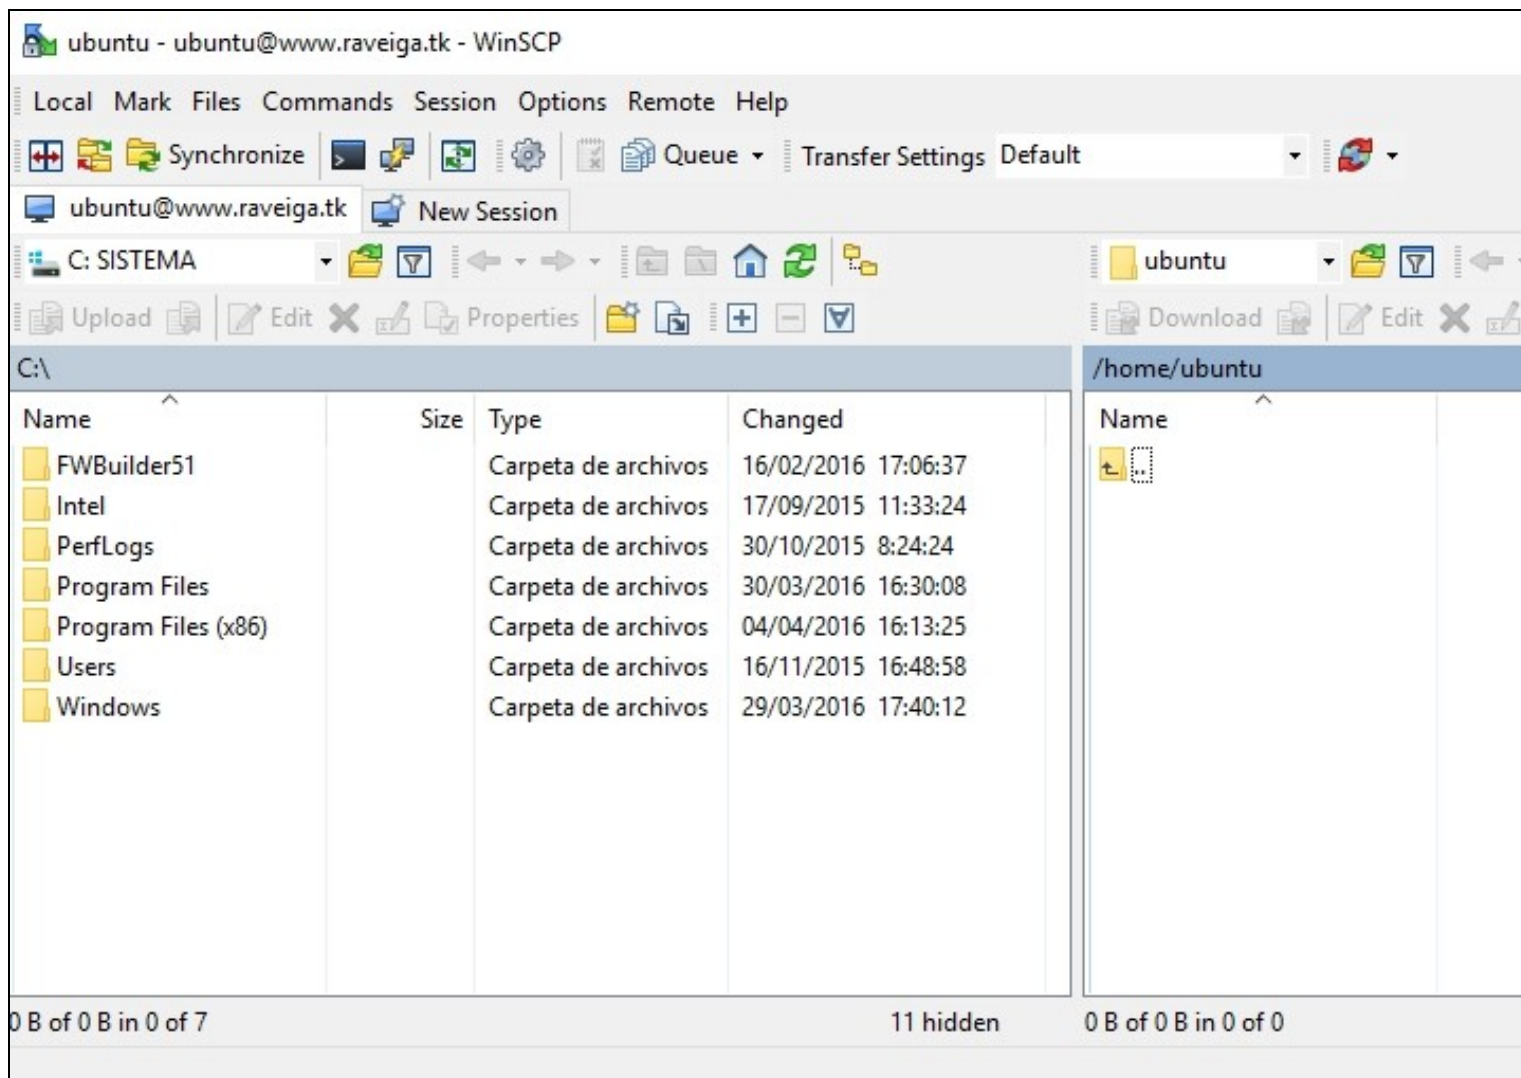 ubuntu - ubuntu@www.raveiga.tk - WinSCP
Local Mark Files Commands Session Options Remote Help
Synchronize Queue Transfer Settings Default
ubuntu@www.raveiga.tk New Session
C: SISTEMA ubuntu
Upload Edit Properties Download Edit
C:\ /home/ubuntu
Name Size Type Changed Name
FWBuilder51 Carpeta de archivos 16/02/2016 17:06:37 ..
Intel Carpeta de archivos 17/09/2015 11:33:24
PerfLogs Carpeta de archivos 30/10/2015 8:24:24
Program Files Carpeta de archivos 30/03/2016 16:30:08
Program Files (x86) Carpeta de archivos 04/04/2016 16:13:25
Users Carpeta de archivos 16/11/2015 16:48:58
Windows Carpeta de archivos 29/03/2016 17:40:12
0 B of 0 B in 0 of 7 11 hidden 0 B of 0 B in 0 of 0